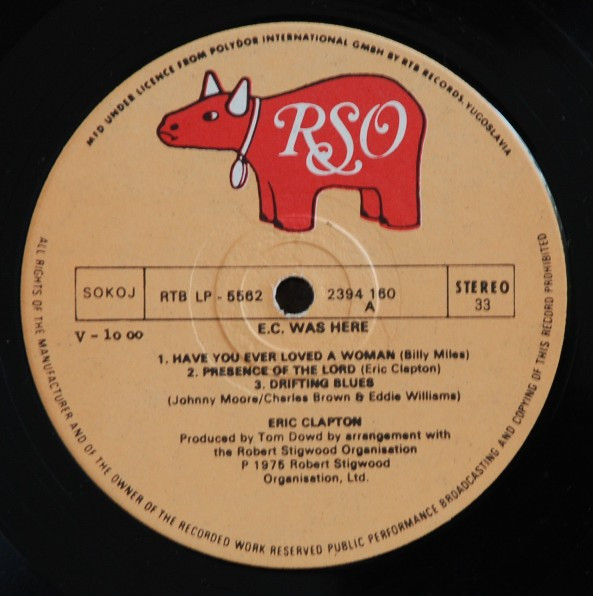 MFD UNDER LICENCE FROM POLYDOR INTERNATIONAL GMBH BY RTB RECORDS, YUGOSLAVIA
RSO
SOKOJ
RTB LP - 5562
2394 160
A
STEREO
33
V - 10 00
E.C. WAS HERE
1. HAVE YOU EVER LOVED A WOMAN (Billy Miles)
2. PRESENCE OF THE LORD (Eric Clapton)
3. DRIFTING BLUES
(Johnny Moore/Charles Brown & Eddie Williams)
ERIC CLAPTON
Produced by Tom Dowd by arrangement with
the Robert Stigwood Organisation
P 1975 Robert Stigwood
Organisation, Ltd.
ALL RIGHTS OF THE MANUFACTURER AND OF THE OWNER OF THE RECORDED WORK RESERVED PUBLIC PERFORMANCE BROADCASTING AND COPYING OF THIS RECORD PROHIBITED